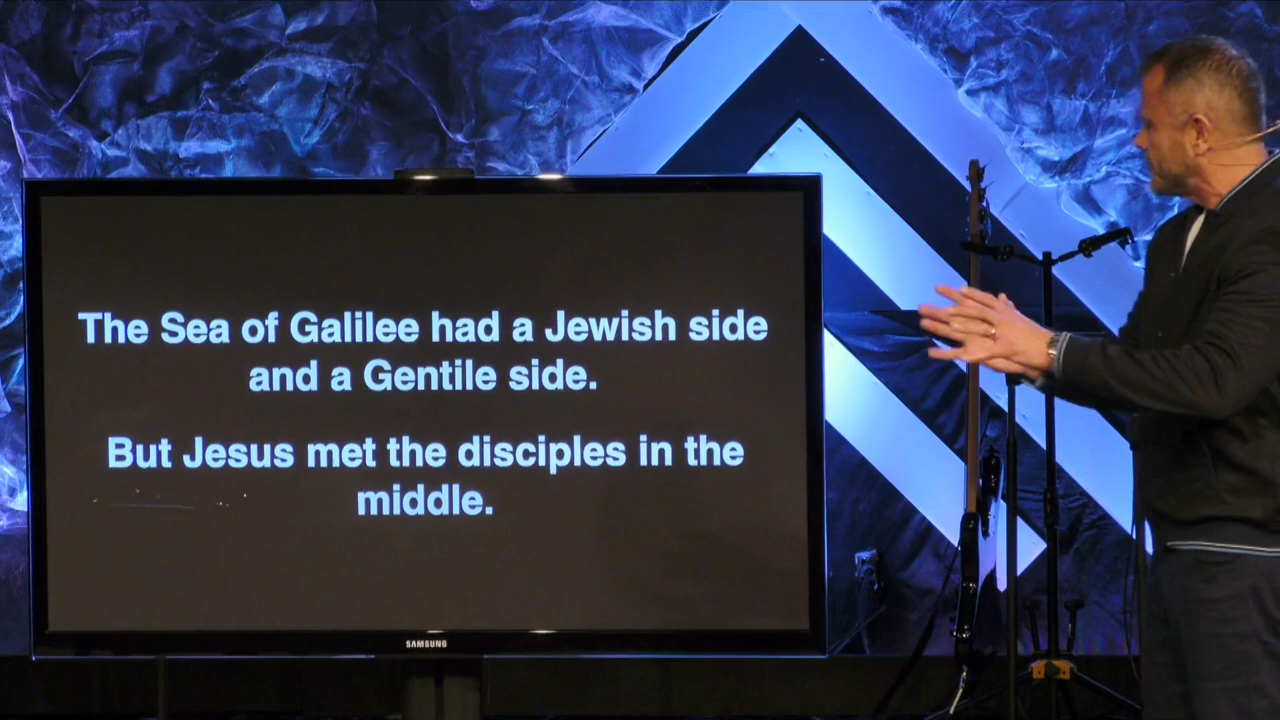 The Sea of Galilee had a Jewish side
and a Gentile side.
But Jesus met the disciples in the
middle.
SAMSUNG